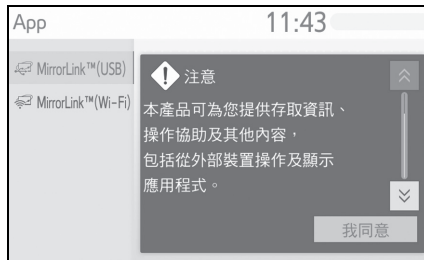 App
11:43
MirrorLink™(USB)
MirrorLink™(Wi-Fi)
注意
本產品可為您提供存取資訊、
操作協助及其他內容，
包括從外部裝置操作及顯示
應用程式。
我同意